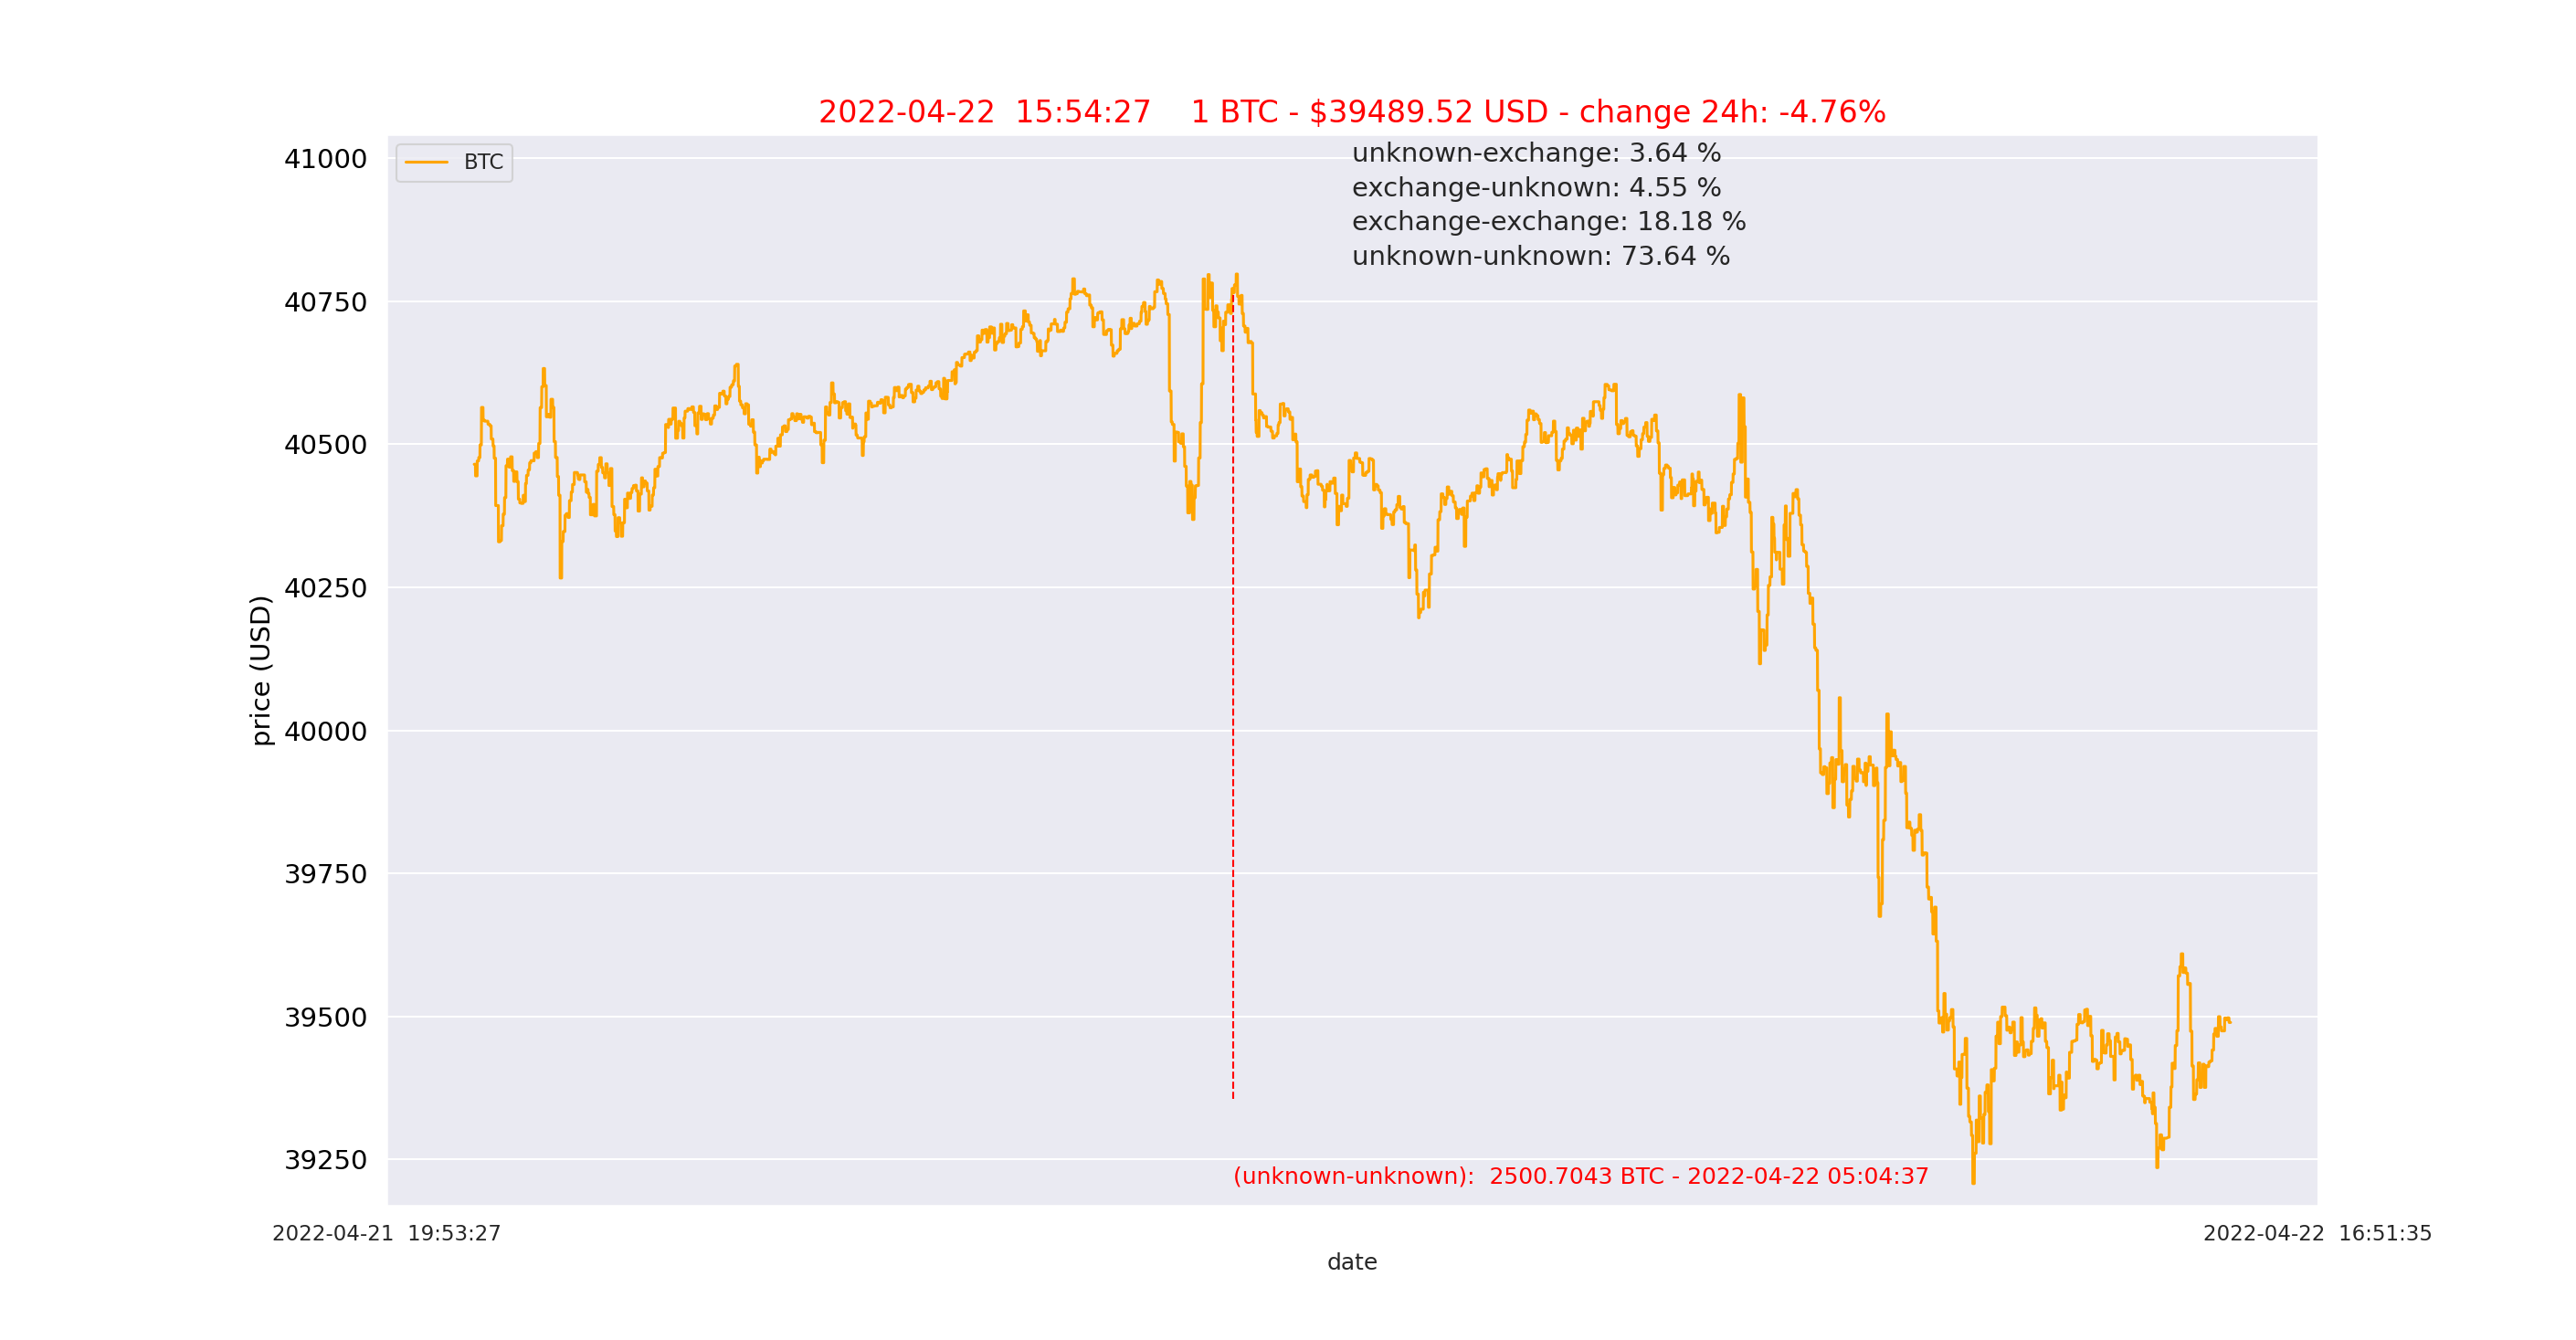 2022-04-22  15:54:27    1 BTC - $39489.52 USD - change 24h: -4.76%
BTC
unknown-exchange: 3.64 %
exchange-unknown: 4.55 %
exchange-exchange: 18.18 %
unknown-unknown: 73.64 %
41000
40750
40500
40250
40000
39750
39500
39250
price (USD)
(unknown-unknown):  2500.7043 BTC - 2022-04-22 05:04:37
2022-04-21  19:53:27
2022-04-22  16:51:35
date